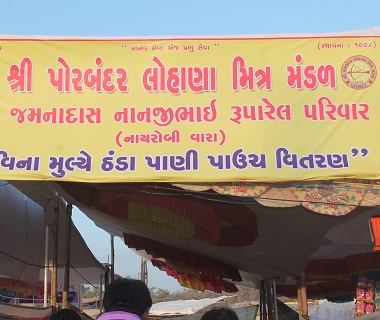 " માનવ સેવા એજ પ્રભુ સેવા "
(સ્થાપના : ૧૯૯૮)
શ્રી પોરબંદર લોહાણા મિત્ર મંડળ
જમનાદાસ નાનજીભાઈ રૂપારેલ પરિવાર
(નાયરોબી વારા)
વિના મુલ્યે ઠંડા પાણી પાઉચ વિતરણ”